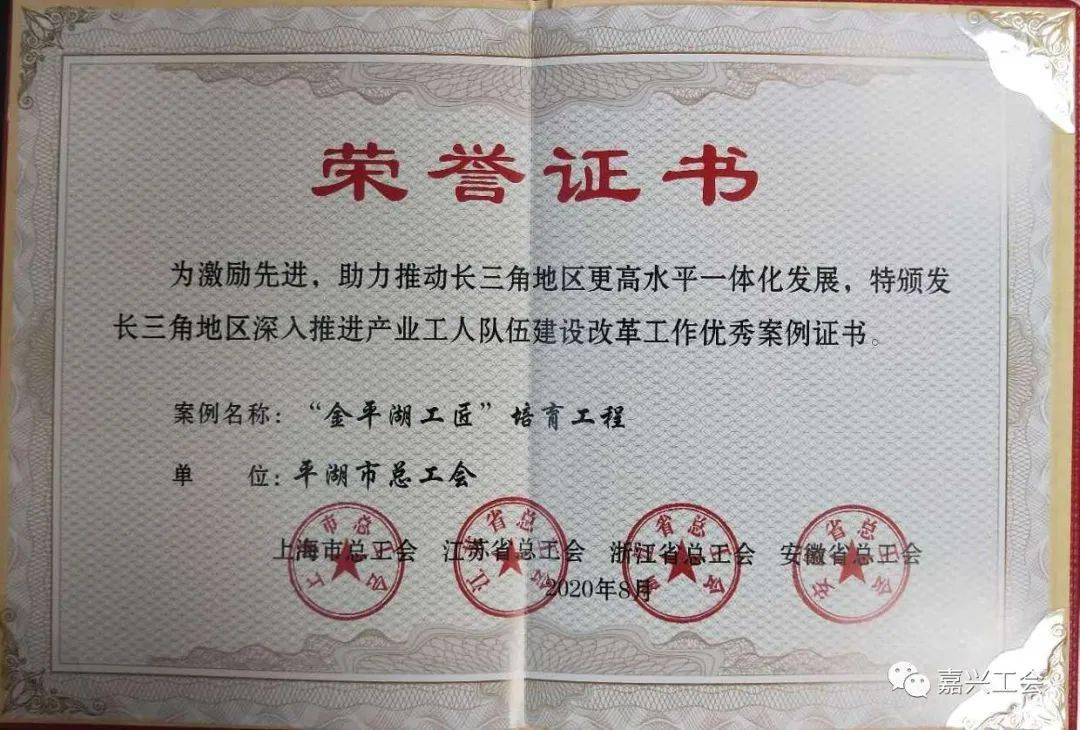 荣誉证书
为激励先进，助力推动长三角地区更高水平一体化发展，特颁发
长三角地区深入推进产业工人队伍建设改革工作优秀案例证书。
案例名称：“金平湖工匠”培育工程
单　　位：平湖市总工会
上海市总工会　江苏省总工会　浙江省总工会　安徽省总工会
2020年8月
嘉兴工会